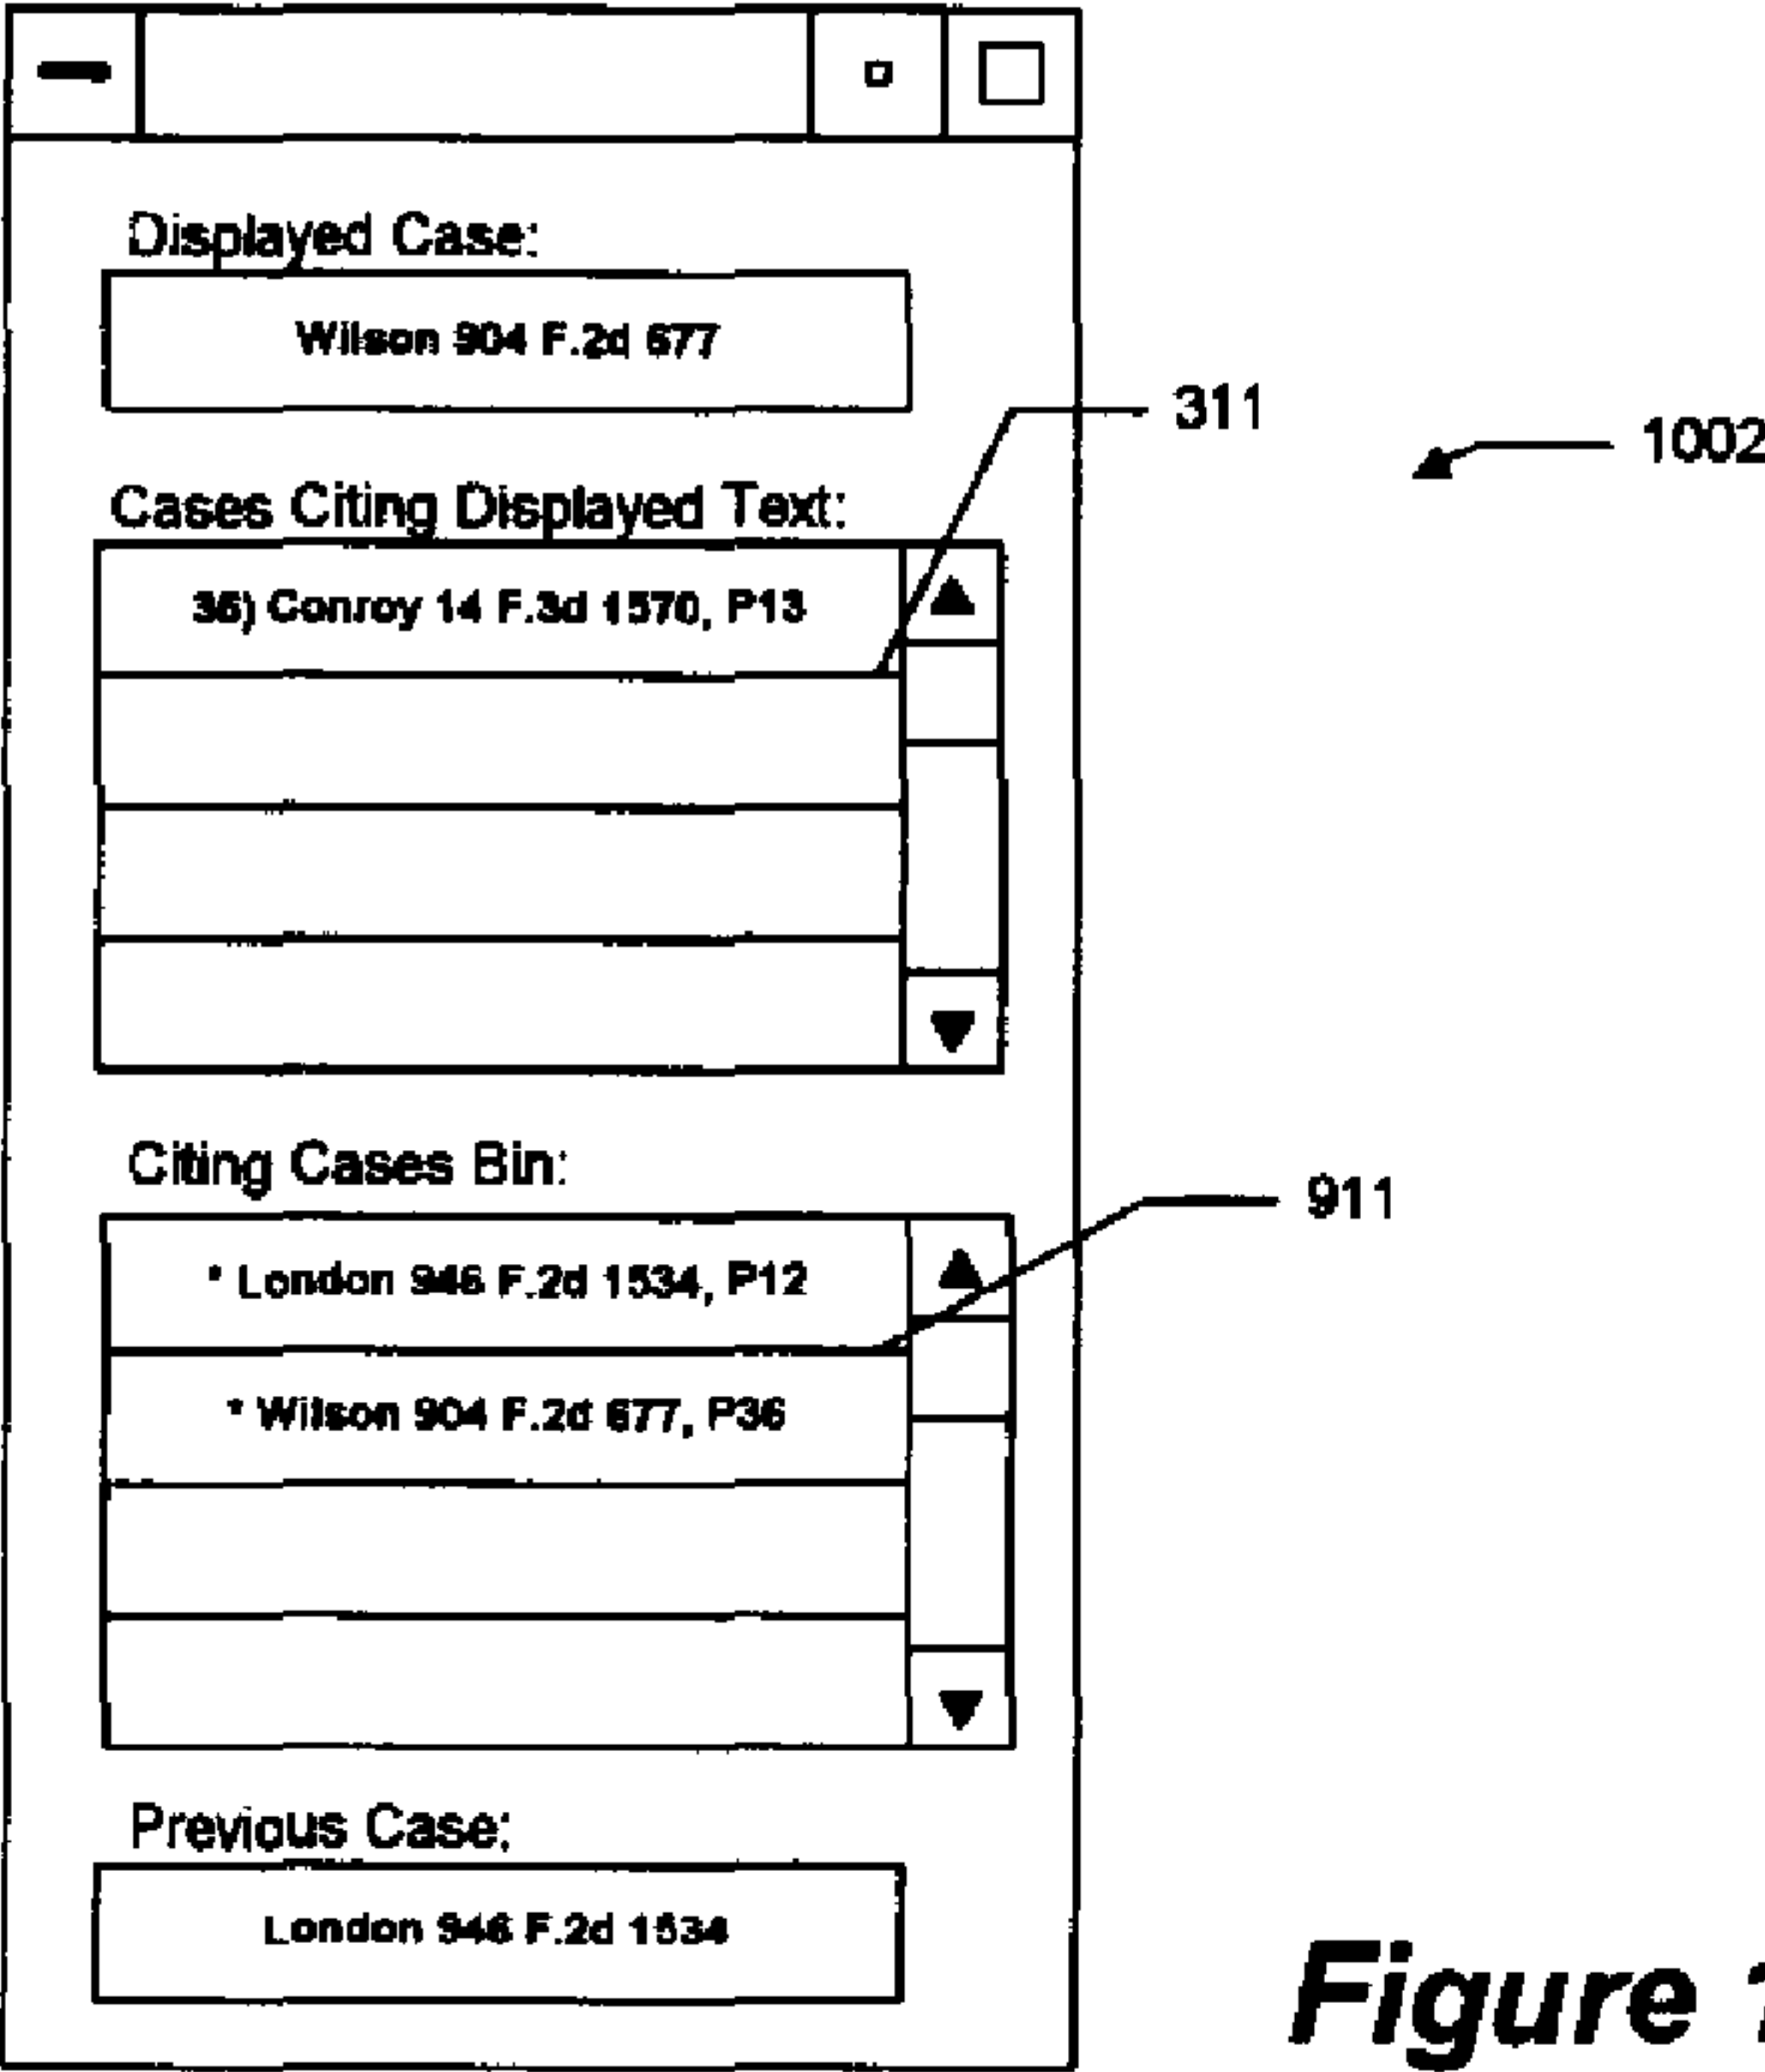 Displayed Case:
Wilson 904 F.2d 677
311
1002
Cases Citing Displayed Text:
36) Conroy 14 F.3d 1570, P13
Citing Cases Bin:
911
* London 946 F.2d 1534, P12
* Wilson 904 F.2d 677, P36
Previous Case:
London 946 F.2d 1534
Figure